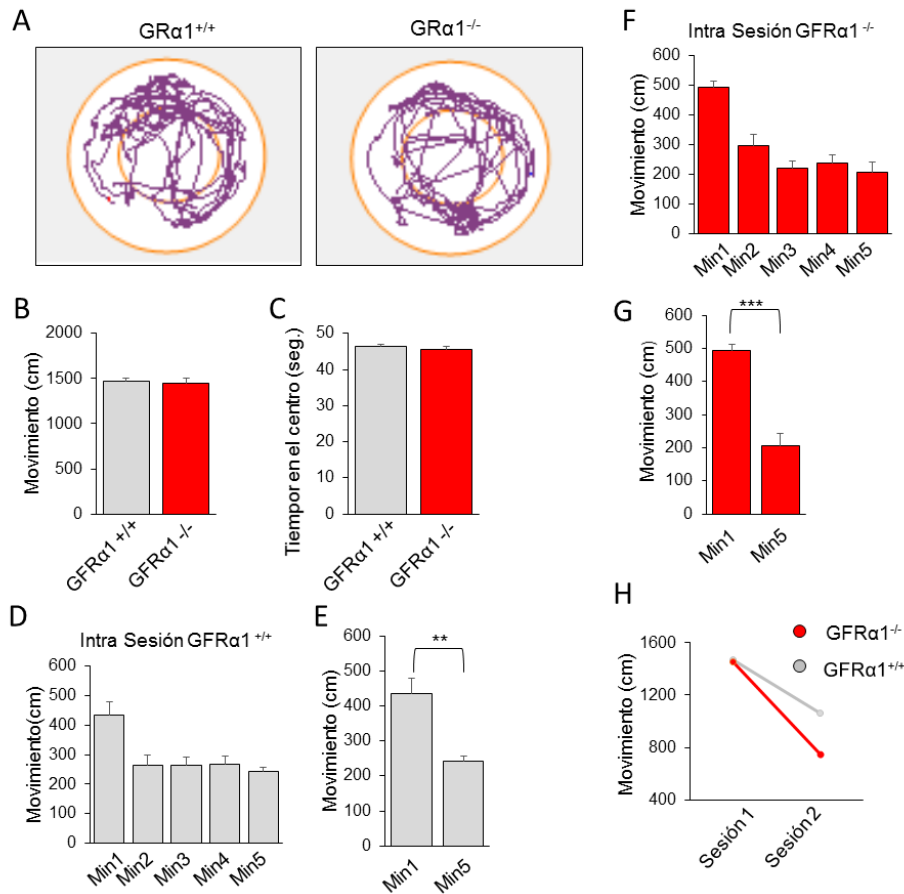 A
GRα1+/+
GRα1-/-
B
Movimiento (cm)
2000
1500
1000
500
0
GFRα1 +/+
GFRα1 -/-
C
Tiempor en el centro (seg.)
50
40
30
20
10
0
GFRα1 +/+
GFRα1 -/-
D
Intra Sesión GFRα1 +/+
Movimiento(cm)
600
500
400
300
200
100
0
Min1
Min2
Min3
Min4
Min5
E
Movimiento (cm)
600
500
400
300
200
100
0
**
Min1
Min5
F
Intra Sesión GFRα1 -/-
Movimiento (cm)
600
500
400
300
200
100
0
Min1
Min2
Min3
Min4
Min5
G
Movimiento (cm)
600
500
400
300
200
100
0
***
Min1
Min5
H
GFRα1-/-
GFRα1+/+
Movimiento (cm)
1600
1200
800
400
Sesión 1
Sesión 2